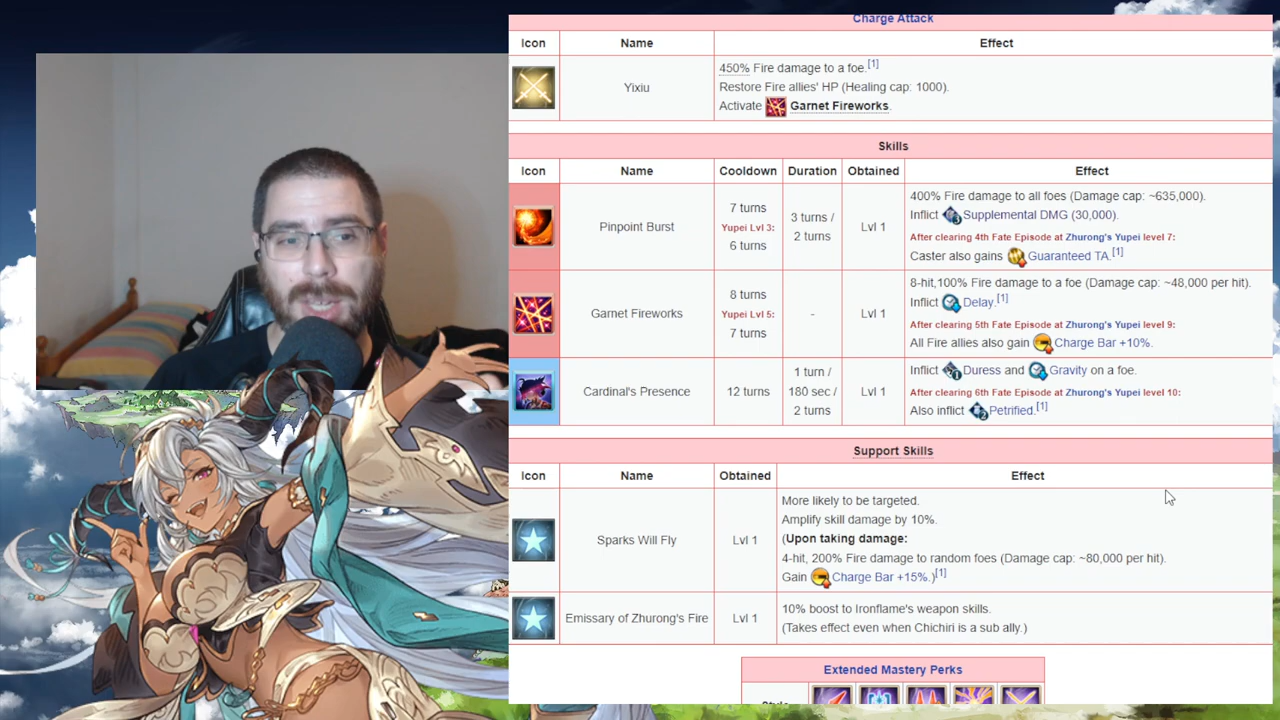 Charge Attack
Icon Name Effect
Yixiu
450% Fire damage to a foe.[1]
Restore Fire allies' HP (Healing cap: 1000).
Activate Garnet Fireworks.
Skills
Icon Name Cooldown Duration Obtained Effect
Pinpoint Burst
7 turns
Yupei Lvl 3:
6 turns
3 turns /
2 turns
Lvl 1
400% Fire damage to all foes (Damage cap: ~635,000).
Inflict Supplemental DMG (30,000).
After clearing 4th Fate Episode at Zhurong's Yupei level 7:
Caster also gains Guaranteed TA.[1]
Garnet Fireworks
8 turns
Yupei Lvl 5:
7 turns
-
Lvl 1
8-hit,100% Fire damage to a foe (Damage cap: ~48,000 per hit).
Inflict Delay.[1]
After clearing 5th Fate Episode at Zhurong's Yupei level 9:
All Fire allies also gain Charge Bar +10%.
Cardinal's Presence
12 turns
1 turn /
180 sec /
2 turns
Lvl 1
Inflict Duress and Gravity on a foe.
After clearing 6th Fate Episode at Zhurong's Yupei level 10:
Also inflict Petrified.[1]
Support Skills
Icon Name Obtained Effect
Sparks Will Fly
Lvl 1
More likely to be targeted.
Amplify skill damage by 10%.
(Upon taking damage:
4-hit, 200% Fire damage to random foes (Damage cap: ~80,000 per hit).
Gain Charge Bar +15%.)[1]
Emissary of Zhurong's Fire
Lvl 1
10% boost to Ironflame's weapon skills.
(Takes effect even when Chichiri is a sub ally.)
Extended Mastery Perks
Style